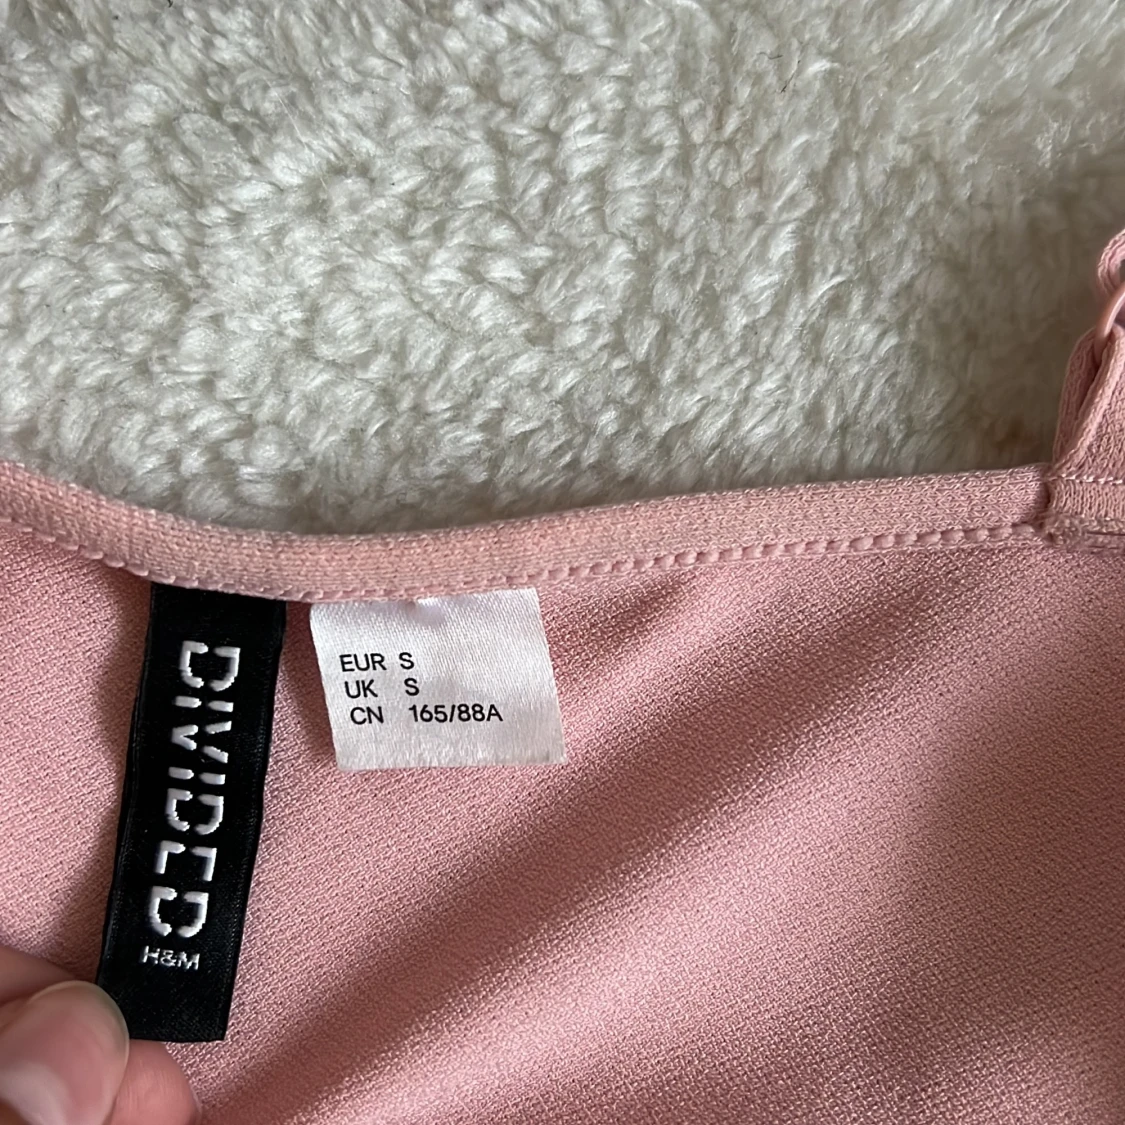 DIVIDED
H&M
EUR S
UK S
CN 165/88A